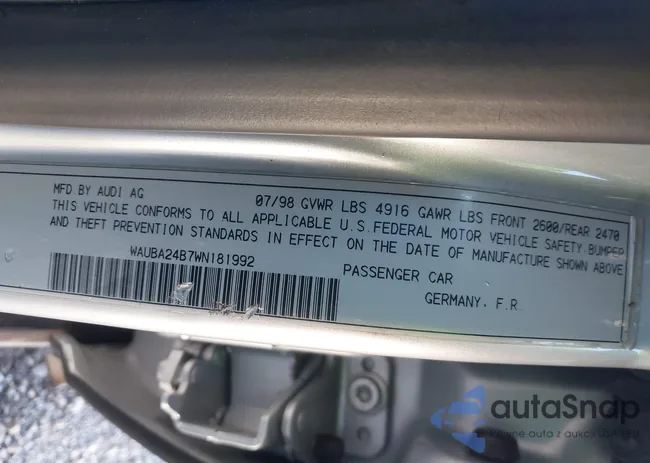 MFD BY AUDI AG 07/98 GVWR LBS 4916 GAWR LBS FRONT 2600/REAR 2470
THIS VEHICLE CONFORMS TO ALL APPLICABLE U.S.FEDERAL MOTOR VEHICLE SAFETY.BUMPER
AND THEFT PREVENTION STANDARDS IN EFFECT ON THE DATE OF MANUFACTURE SHOWN ABOVE
WAUBA24B7WN181992 PASSENGER CAR
GERMANY, F.R.
autaSnap
auta z aukcji